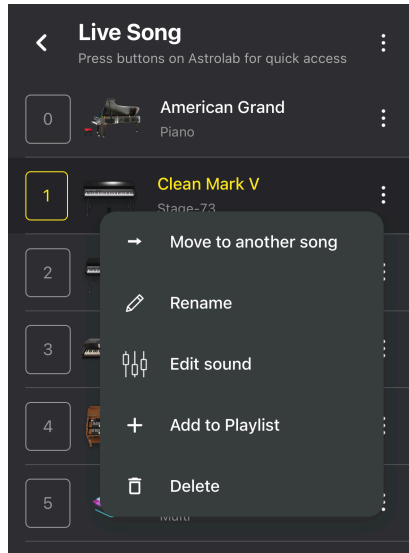 Live Song
Press buttons on Astrolab for quick access
0
American Grand
Piano
1
Clean Mark V
Stage-73
Move to another song
2
Rename
3
Edit sound
4
Add to Playlist
5
Delete
Multi